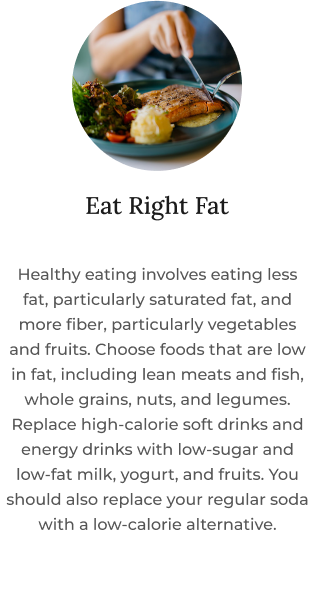 Eat Right Fat
Healthy eating involves eating less
fat, particularly saturated fat, and
more fiber, particularly vegetables
and fruits. Choose foods that are low
in fat, including lean meats and fish,
whole grains, nuts, and legumes.
Replace high-calorie soft drinks and
energy drinks with low-sugar and
low-fat milk, yogurt, and fruits. You
should also replace your regular soda
with a low-calorie alternative.